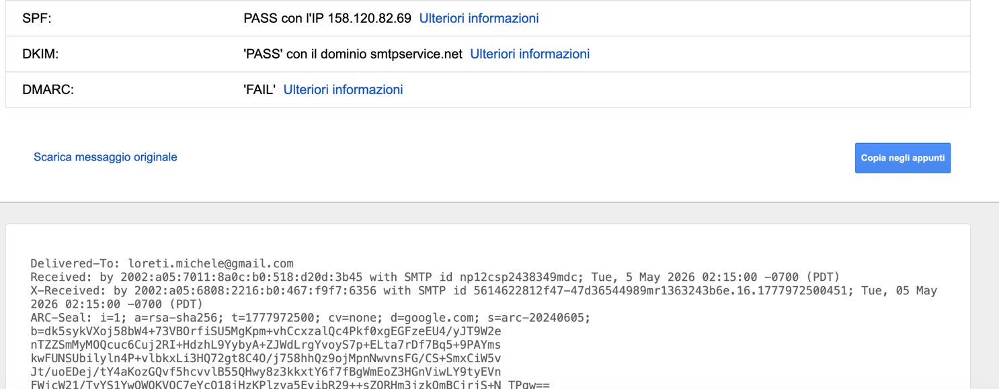 SPF: PASS con l'IP 158.120.82.69 Ulteriori informazioni
DKIM: 'PASS' con il dominio smtpservice.net Ulteriori informazioni
DMARC: 'FAIL' Ulteriori informazioni
Scarica messaggio originale
Copia negli appunti
Delivered-To: loreti.michele@gmail.com
Received: by 2002:a05:7011:8a0c:b0:518:d20d:3b45 with SMTP id np12csp2438349mdc; Tue, 5 May 2026 02:15:00 -0700 (PDT)
X-Received: by 2002:a05:6808:2216:b0:467:f9f7:6356 with SMTP id 5614622812f47-47d36544989mr1363243b6e.16.1777972500451; Tue, 05 May
2026 02:15:00 -0700 (PDT)
ARC-Seal: i=1; a=rsa-sha256; t=1777972500; cv=none; d=google.com; s=arc-20240605;
b=dk5sykVXoj58bW4+73VBOrfiSU5MgKpm+vhCcxzalQc4Pkf0xgEGFzeEU4/yJT9W2e
nTZZSmMyMOQcuc6Cuj2RI+HdzhL9YybyA+ZJWdLrgYvoyS7p+ELta7rDf7Bq5+9PAYms
kwFUNSUbilyln4P+vlbkxLi3HQ72gt8C4O/j758hhQz9ojMpnNwvnsFG/CS+SmxCiW5v
Jt/uoEDej/tY4aKozGQvf5hcvvlB55QHwy8z3kkxtY6f7fBgWmEoZ3HGnViwLY9tyEVn